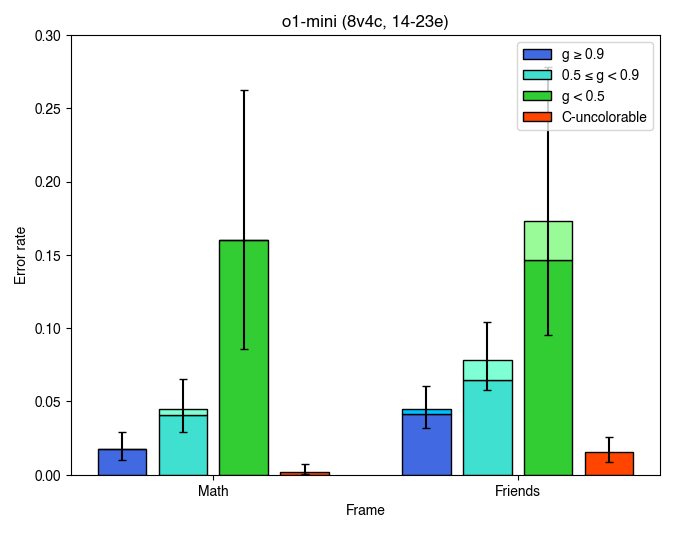 o1-mini (8v4c, 14-23e)
0.30
0.25
0.20
0.15
0.10
0.05
0.00
Error rate
g ≥ 0.9
0.5 ≤ g < 0.9
g < 0.5
C-uncolorable
Math
Friends
Frame